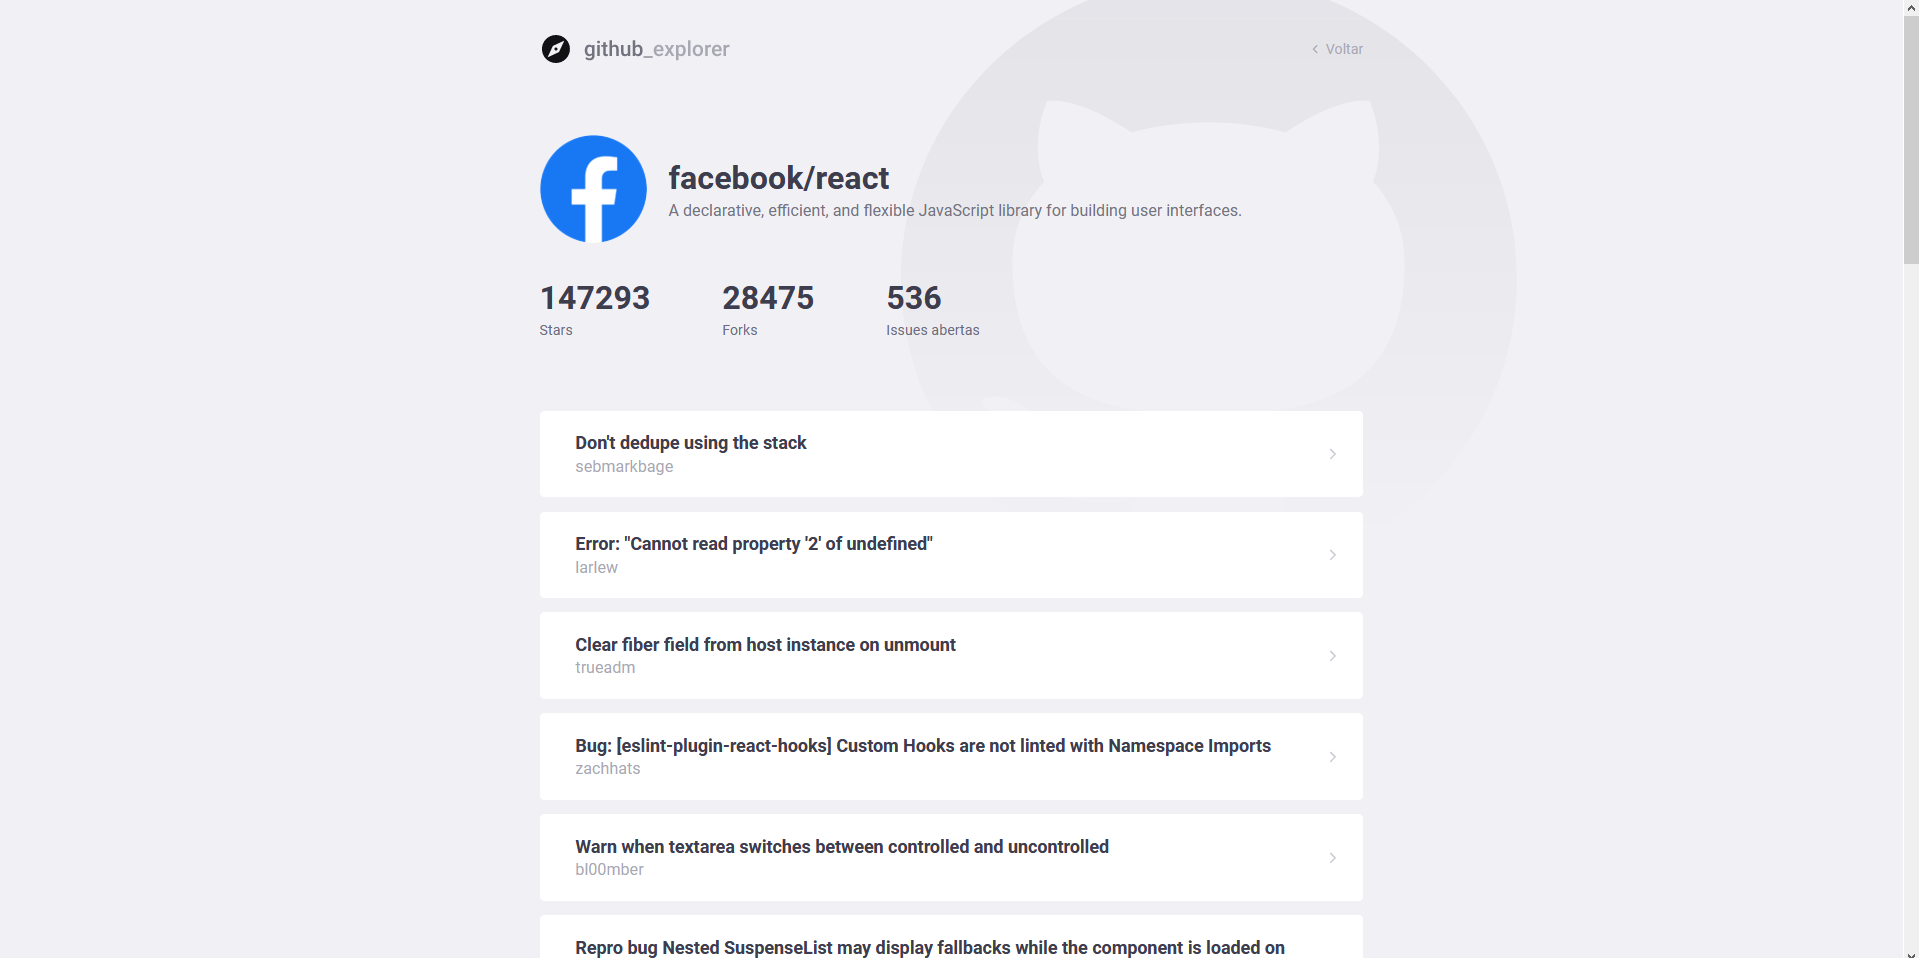 github_explorer
Voltar
facebook/react
A declarative, efficient, and flexible JavaScript library for building user interfaces.
147293 28475 536
Stars Forks Issues abertas
Don't dedupe using the stack
sebmarkbage
Error: "Cannot read property '2' of undefined"
larlew
Clear fiber field from host instance on unmount
trueadm
Bug: [eslint-plugin-react-hooks] Custom Hooks are not linted with Namespace Imports
zachhats
Warn when textarea switches between controlled and uncontrolled
bl00mber
Repro bug Nested SuspenseList may display fallbacks while the component is loaded on